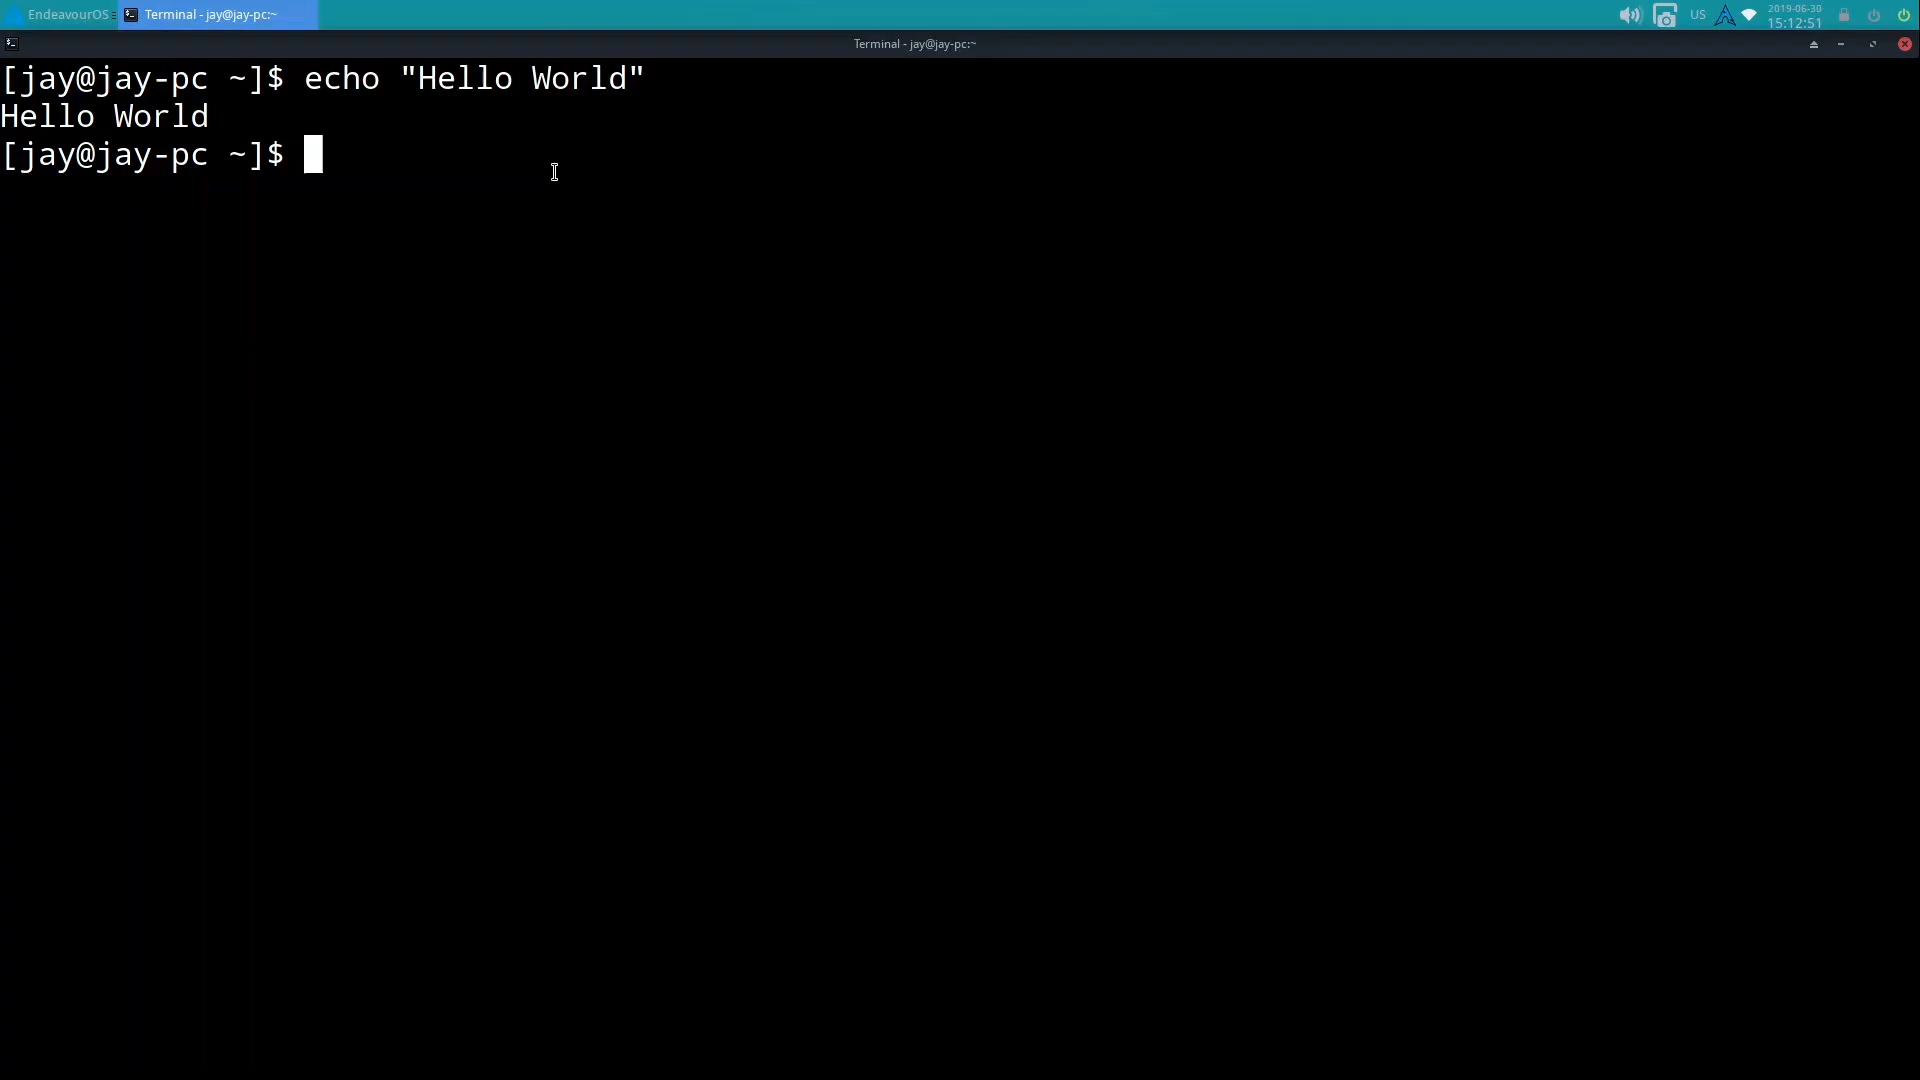 EndeavourOS
Terminal - jay@jay-pc:~
US
2019-06-30
15:12:51
Terminal - jay@jay-pc:~
[jay@jay-pc ~]$ echo "Hello World"
Hello World
[jay@jay-pc ~]$